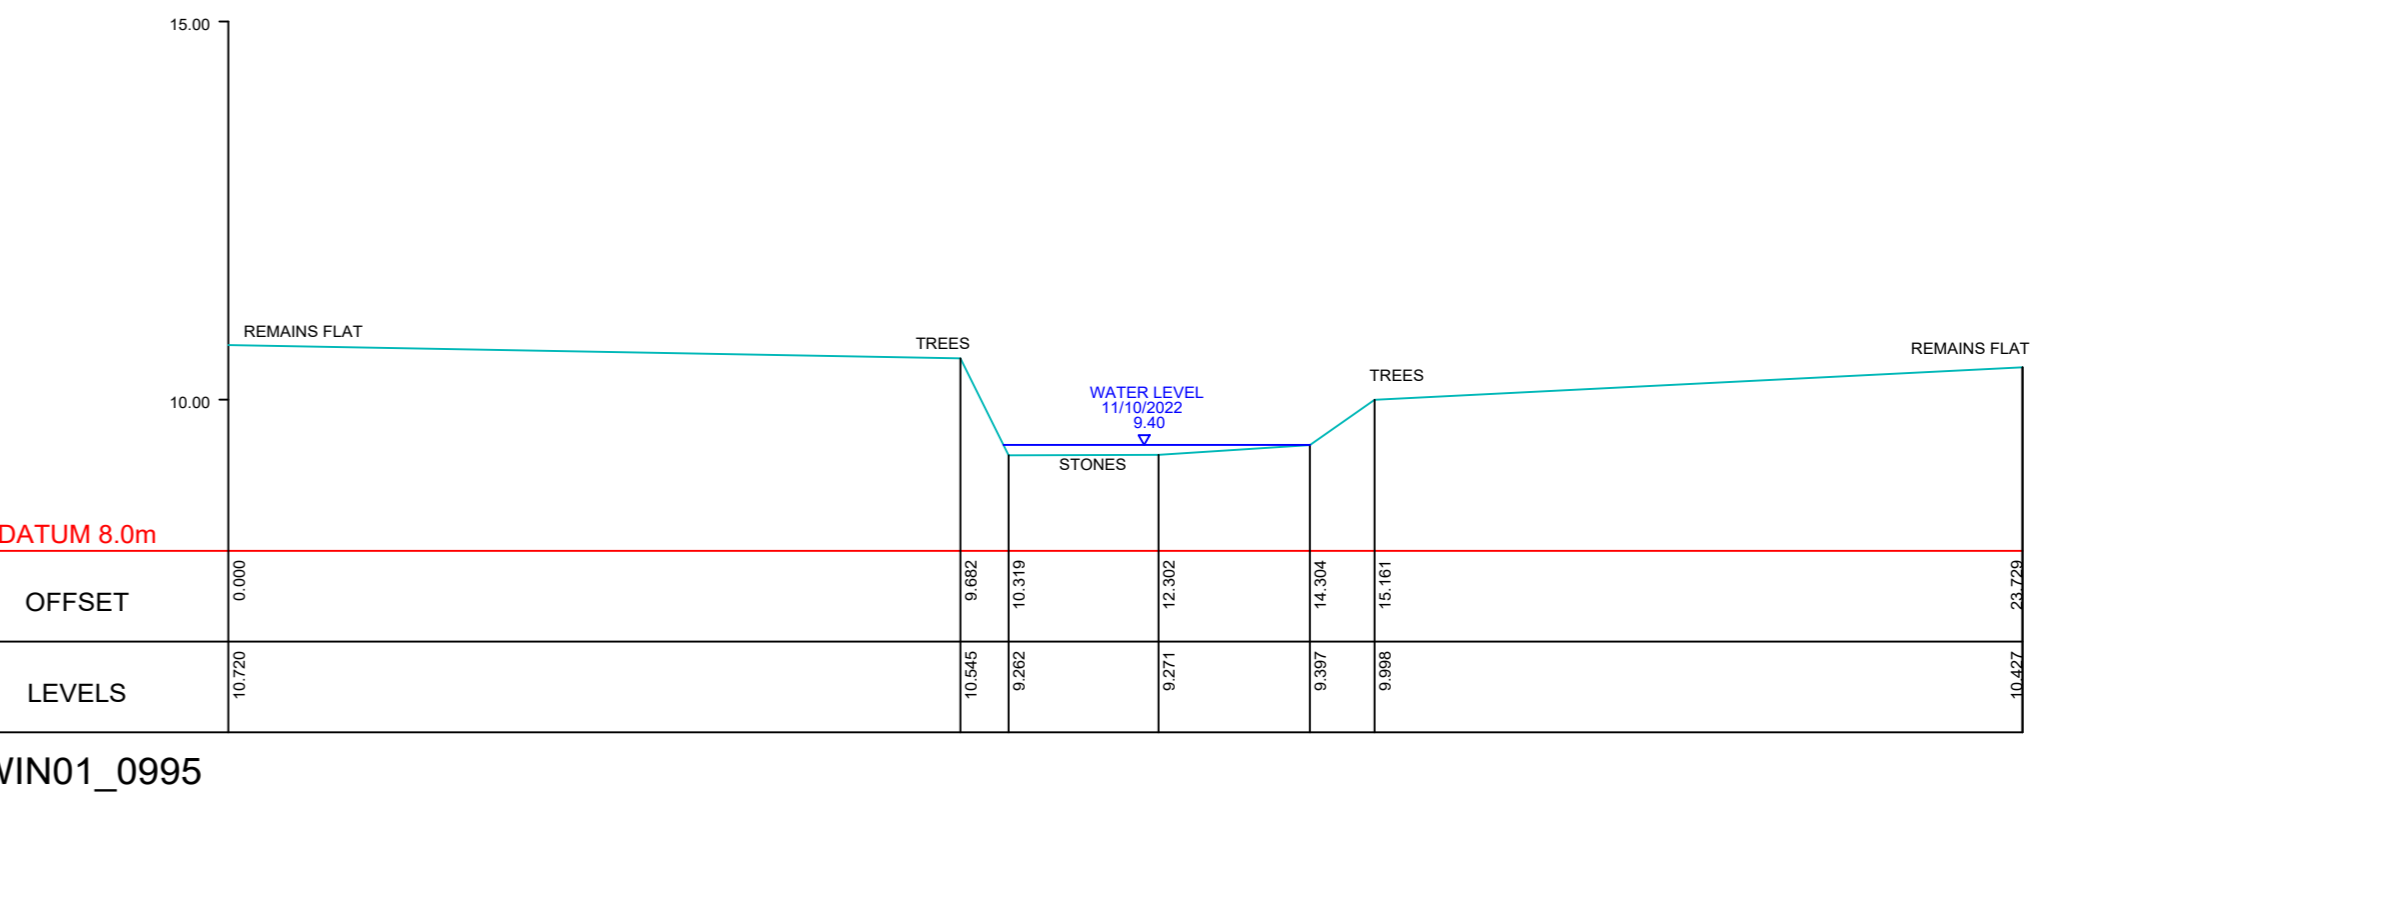 15.00
REMAINS FLAT
TREES
REMAINS FLAT
TREES
WATER LEVEL
11/10/2022
9.40
10.00
STONES
DATUM 8.0m
OFFSET
0.000
9.682
10.319
12.302
14.304
15.161
23.729
LEVELS
10.720
10.545
9.262
9.271
9.397
9.998
10.427
WIN01_0995